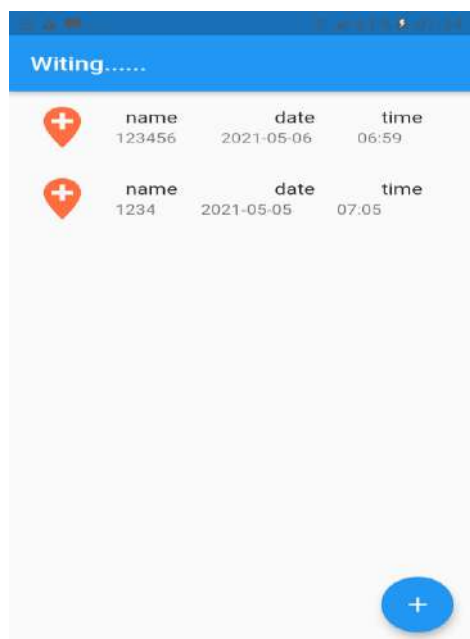 Witing......
name date time
123456 2021-05-06 06:59
name date time
1234 2021-05-05 07:05